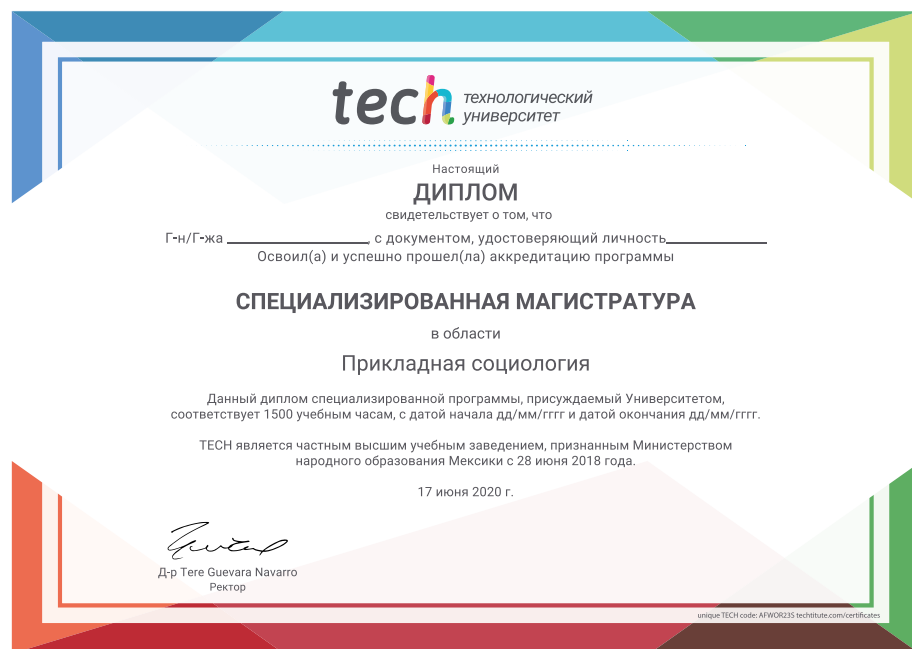 tech технологический
университет
Настоящий
ДИПЛОМ
свидетельствует о том, что
Г-н/Г-жа ____________________, с документом, удостоверяющий личность______________
Освоил(а) и успешно прошел(ла) аккредитацию программы
СПЕЦИАЛИЗИРОВАННАЯ МАГИСТРАТУРА
в области
Прикладная социология
Данный диплом специализированной программы, присуждаемый Университетом,
соответствует 1500 учебным часам, с датой начала дд/мм/гггг и датой окончания дд/мм/гггг.
TECH является частным высшим учебным заведением, признанным Министерством
народного образования Мексики с 28 июня 2018 года.
17 июня 2020 г.
Д-р Tere Guevara Navarro
Ректор
unique TECH code: AFWOR23S techtitute.com/certificates